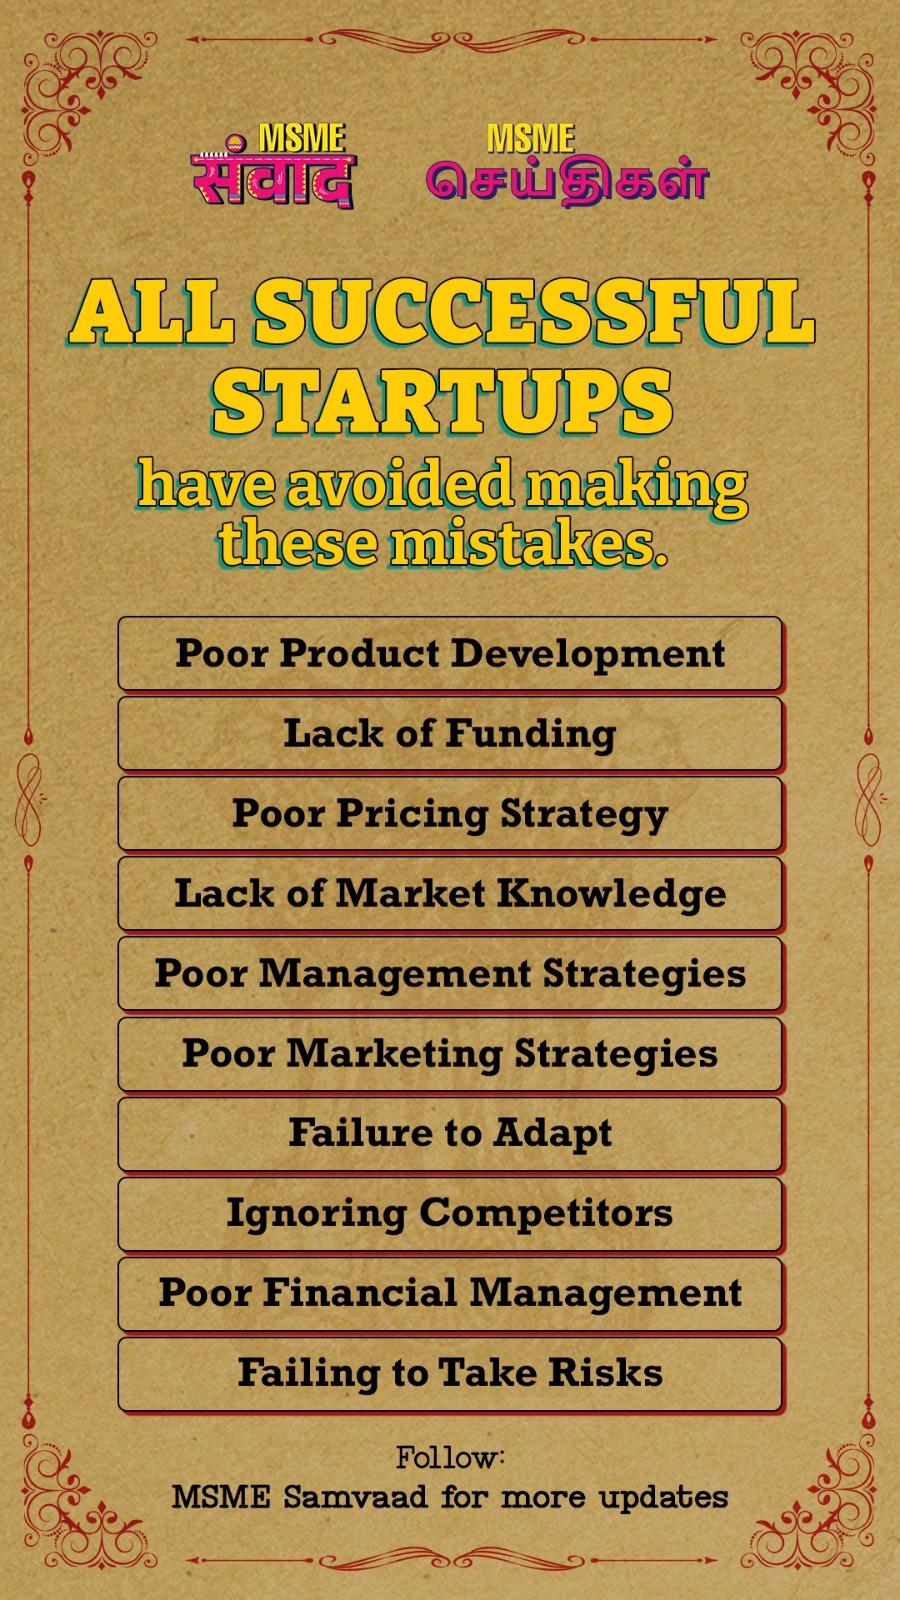 MSME
संवाद
MSME
செய்திகள்
ALL SUCCESSFUL
STARTUPS
have avoided making
these mistakes.
Poor Product Development
Lack of Funding
Poor Pricing Strategy
Lack of Market Knowledge
Poor Management Strategies
Poor Marketing Strategies
Failure to Adapt
Ignoring Competitors
Poor Financial Management
Failing to Take Risks
Follow:
MSME Samvaad for more updates